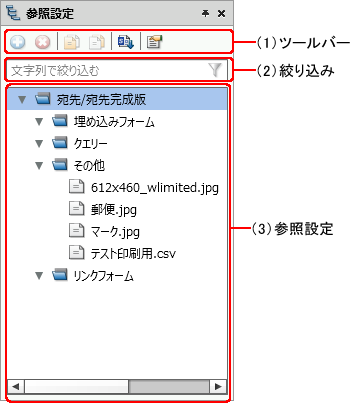 参照設定
(1)ツールバー
文字列で絞り込む
(2)絞り込み
宛先/宛先完成版
埋め込みフォーム
クエリー
その他
612x460_wlimited.jpg
郵便.jpg
マーク.jpg
(3)参照設定
テスト印刷用.csv
リンクフォーム